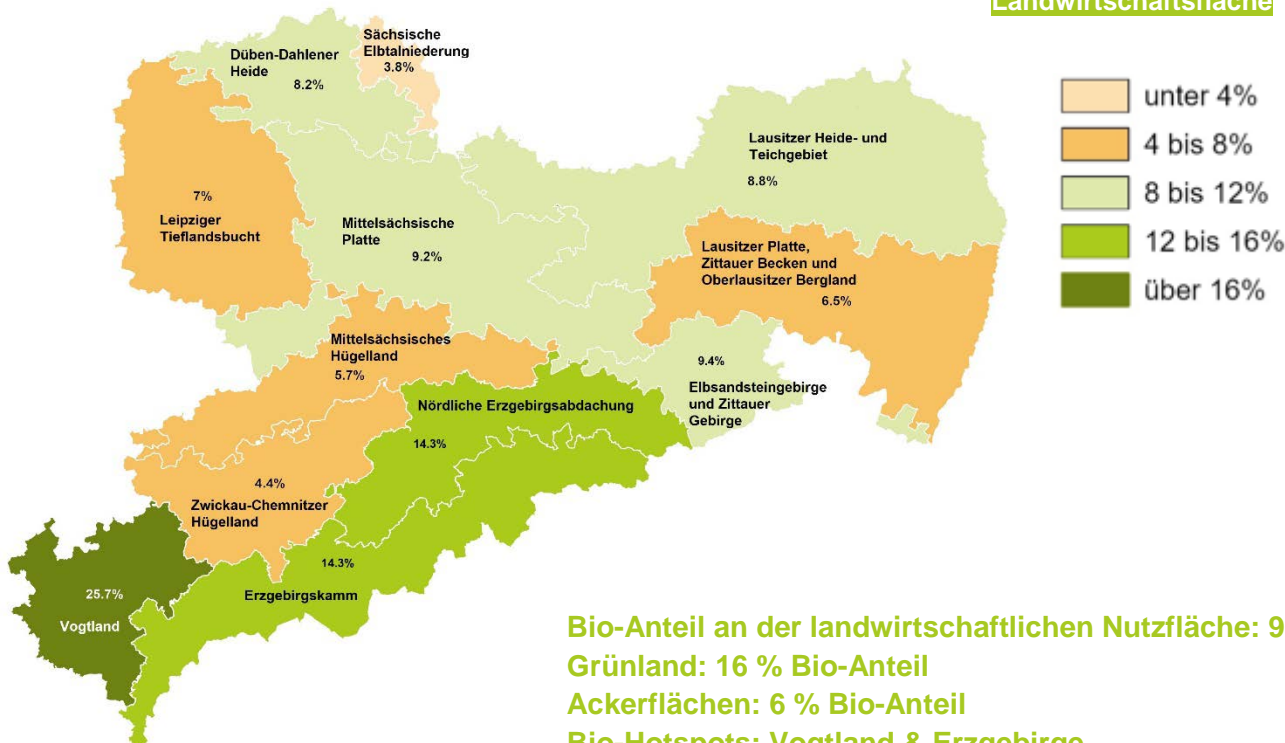 Landwirtschaftsfläche
Sächsische
Elbtalniederung
3.8%
Düben-Dahlener
Heide
8.2%
unter 4%
4 bis 8%
8 bis 12%
12 bis 16%
über 16%
Lausitzer Heide- und
Teichgebiet
8.8%
7%
Leipziger
Tieflandsbucht
Mittelsächsische
Platte
9.2%
Lausitzer Platte,
Zittauer Becken und
Oberlausitzer Bergland
6.5%
Mittelsächsisches
Hügelland
5.7%
9.4%
Elbsandsteingebirge
und Zittauer
Gebirge
Nördliche Erzgebirgsabdachung
14.3%
4.4%
Zwickau-Chemnitzer
Hügelland
14.3%
Erzgebirgskamm
25.7%
Vogtland
Bio-Anteil an der landwirtschaftlichen Nutzfläche: 9
Grünland: 16 % Bio-Anteil
Ackerflächen: 6 % Bio-Anteil
Bio-Hotspots: Vogtland & Erzgebirge